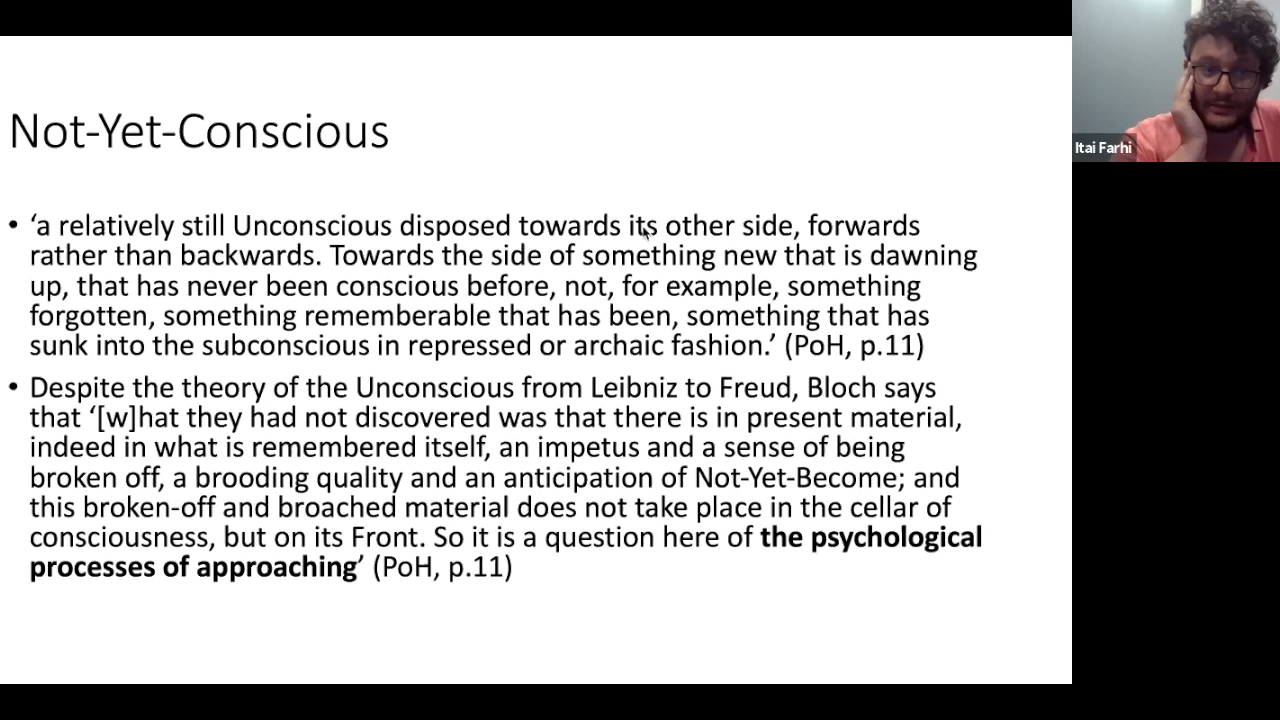 Not-Yet-Conscious
• ‘a relatively still Unconscious disposed towards its other side, forwards
rather than backwards. Towards the side of something new that is dawning
up, that has never been conscious before, not, for example, something
forgotten, something rememberable that has been, something that has
sunk into the subconscious in repressed or archaic fashion.’ (PoH, p.11)
• Despite the theory of the Unconscious from Leibniz to Freud, Bloch says
that ‘[w]hat they had not discovered was that there is in present material,
indeed in what is remembered itself, an impetus and a sense of being
broken off, a brooding quality and an anticipation of Not-Yet-Become; and
this broken-off and broached material does not take place in the cellar of
consciousness, but on its Front. So it is a question here of the psychological
processes of approaching’ (PoH, p.11)
Itai Farhi